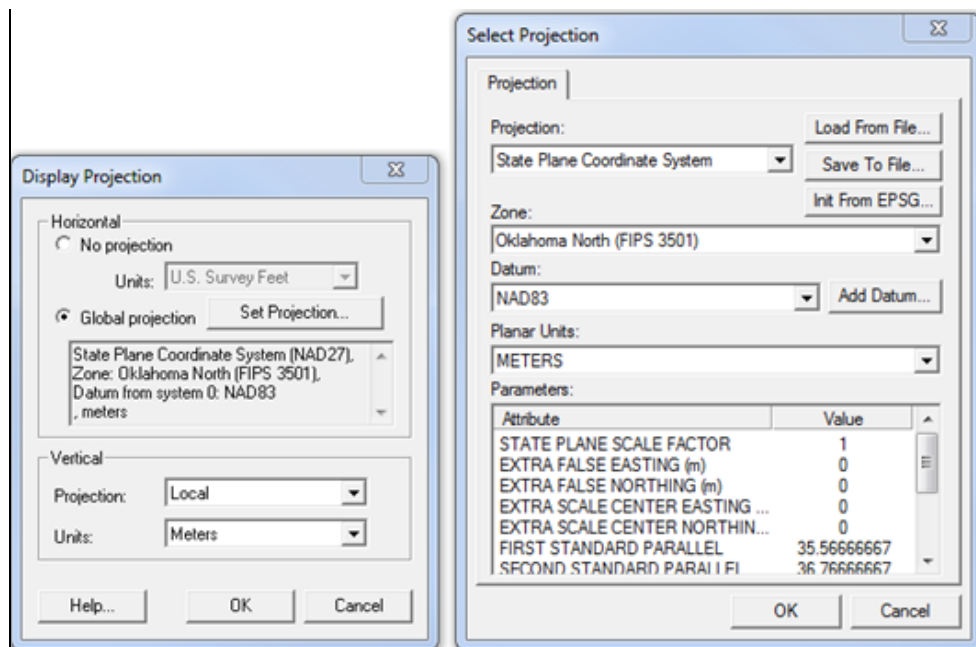 Display Projection
Horizontal
No projection
Units: U.S. Survey Feet
Global projection Set Projection...
State Plane Coordinate System (NAD27),
Zone: Oklahoma North (FIPS 3501),
Datum from system 0: NAD83
, meters
Vertical
Projection: Local
Units: Meters
Help... OK Cancel
Select Projection
Projection
Projection: Load From File...
State Plane Coordinate System Save To File...
Init From EPSG...
Zone:
Oklahoma North (FIPS 3501)
Datum:
NAD83 Add Datum...
Planar Units:
METERS
Parameters:
Attribute Value
STATE PLANE SCALE FACTOR 1
EXTRA FALSE EASTING (m) 0
EXTRA FALSE NORTHING (m) 0
EXTRA SCALE CENTER EASTING ... 0
EXTRA SCALE CENTER NORTHIN... 0
FIRST STANDARD PARALLEL 35.56666667
SECOND STANDARD PARALLEL 36.76666667
OK Cancel